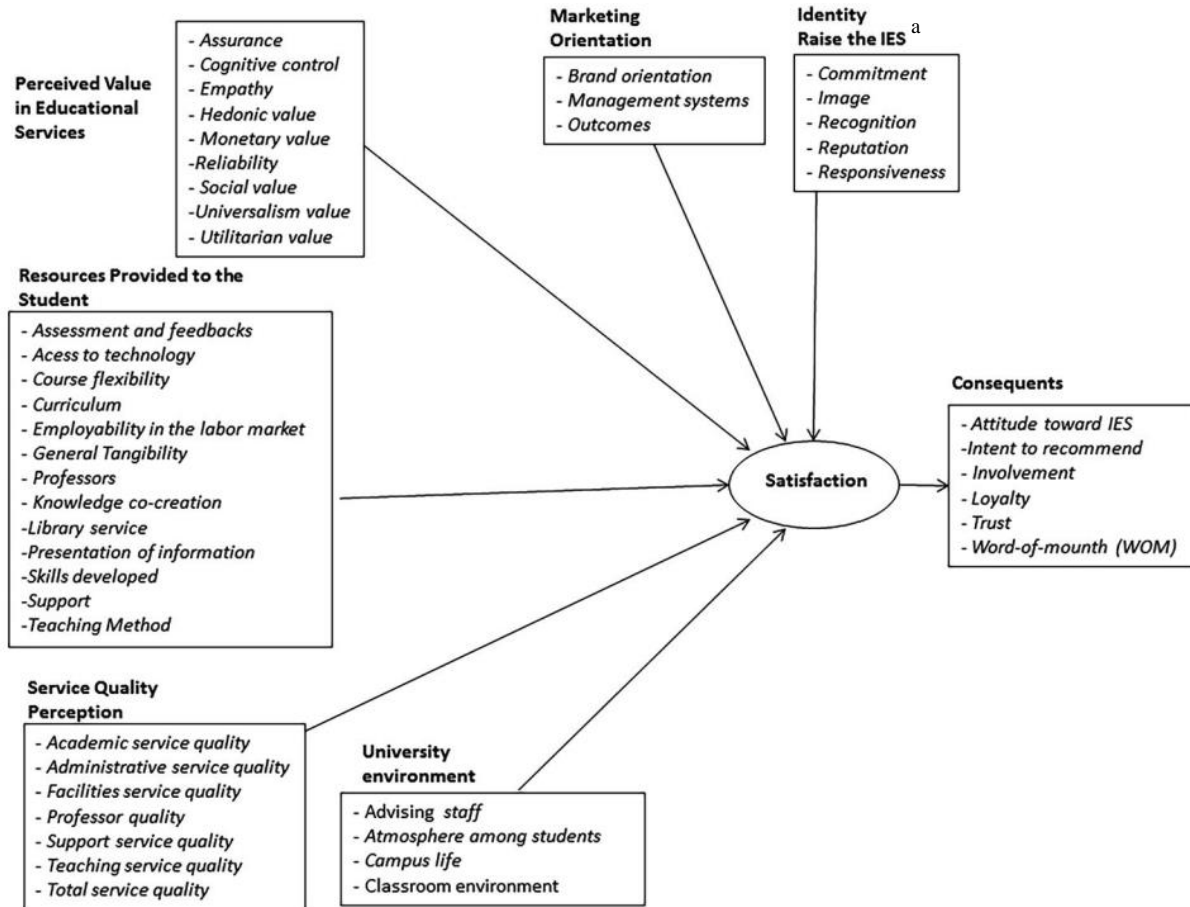 Perceived Value
in Educational
Services
- Assurance
- Cognitive control
- Empathy
- Hedonic value
- Monetary value
-Reliability
- Social value
-Universalism value
- Utilitarian value
Marketing
Orientation
- Brand orientation
- Management systems
- Outcomes
Identity
Raise the IES a
- Commitment
- Image
- Recognition
- Reputation
- Responsiveness
Resources Provided to the
Student
- Assessment and feedbacks
- Acess to technology
- Course flexibility
- Curriculum
- Employability in the labor market
- General Tangibility
- Professors
- Knowledge co-creation
-Library service
-Presentation of information
-Skills developed
-Support
-Teaching Method
Satisfaction
Consequents
- Attitude toward IES
-Intent to recommend
- Involvement
- Loyalty
- Trust
- Word-of-mounth (WOM)
Service Quality
Perception
- Academic service quality
- Administrative service quality
- Facilities service quality
- Professor quality
- Support service quality
- Teaching service quality
- Total service quality
University
environment
- Advising staff
- Atmosphere among students
- Campus life
- Classroom environment